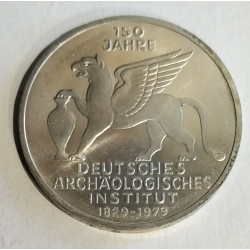 150
JAHRE
DEUTSCHES
ARCHÄOLOGISCHES
INSTITUT
1829-1979